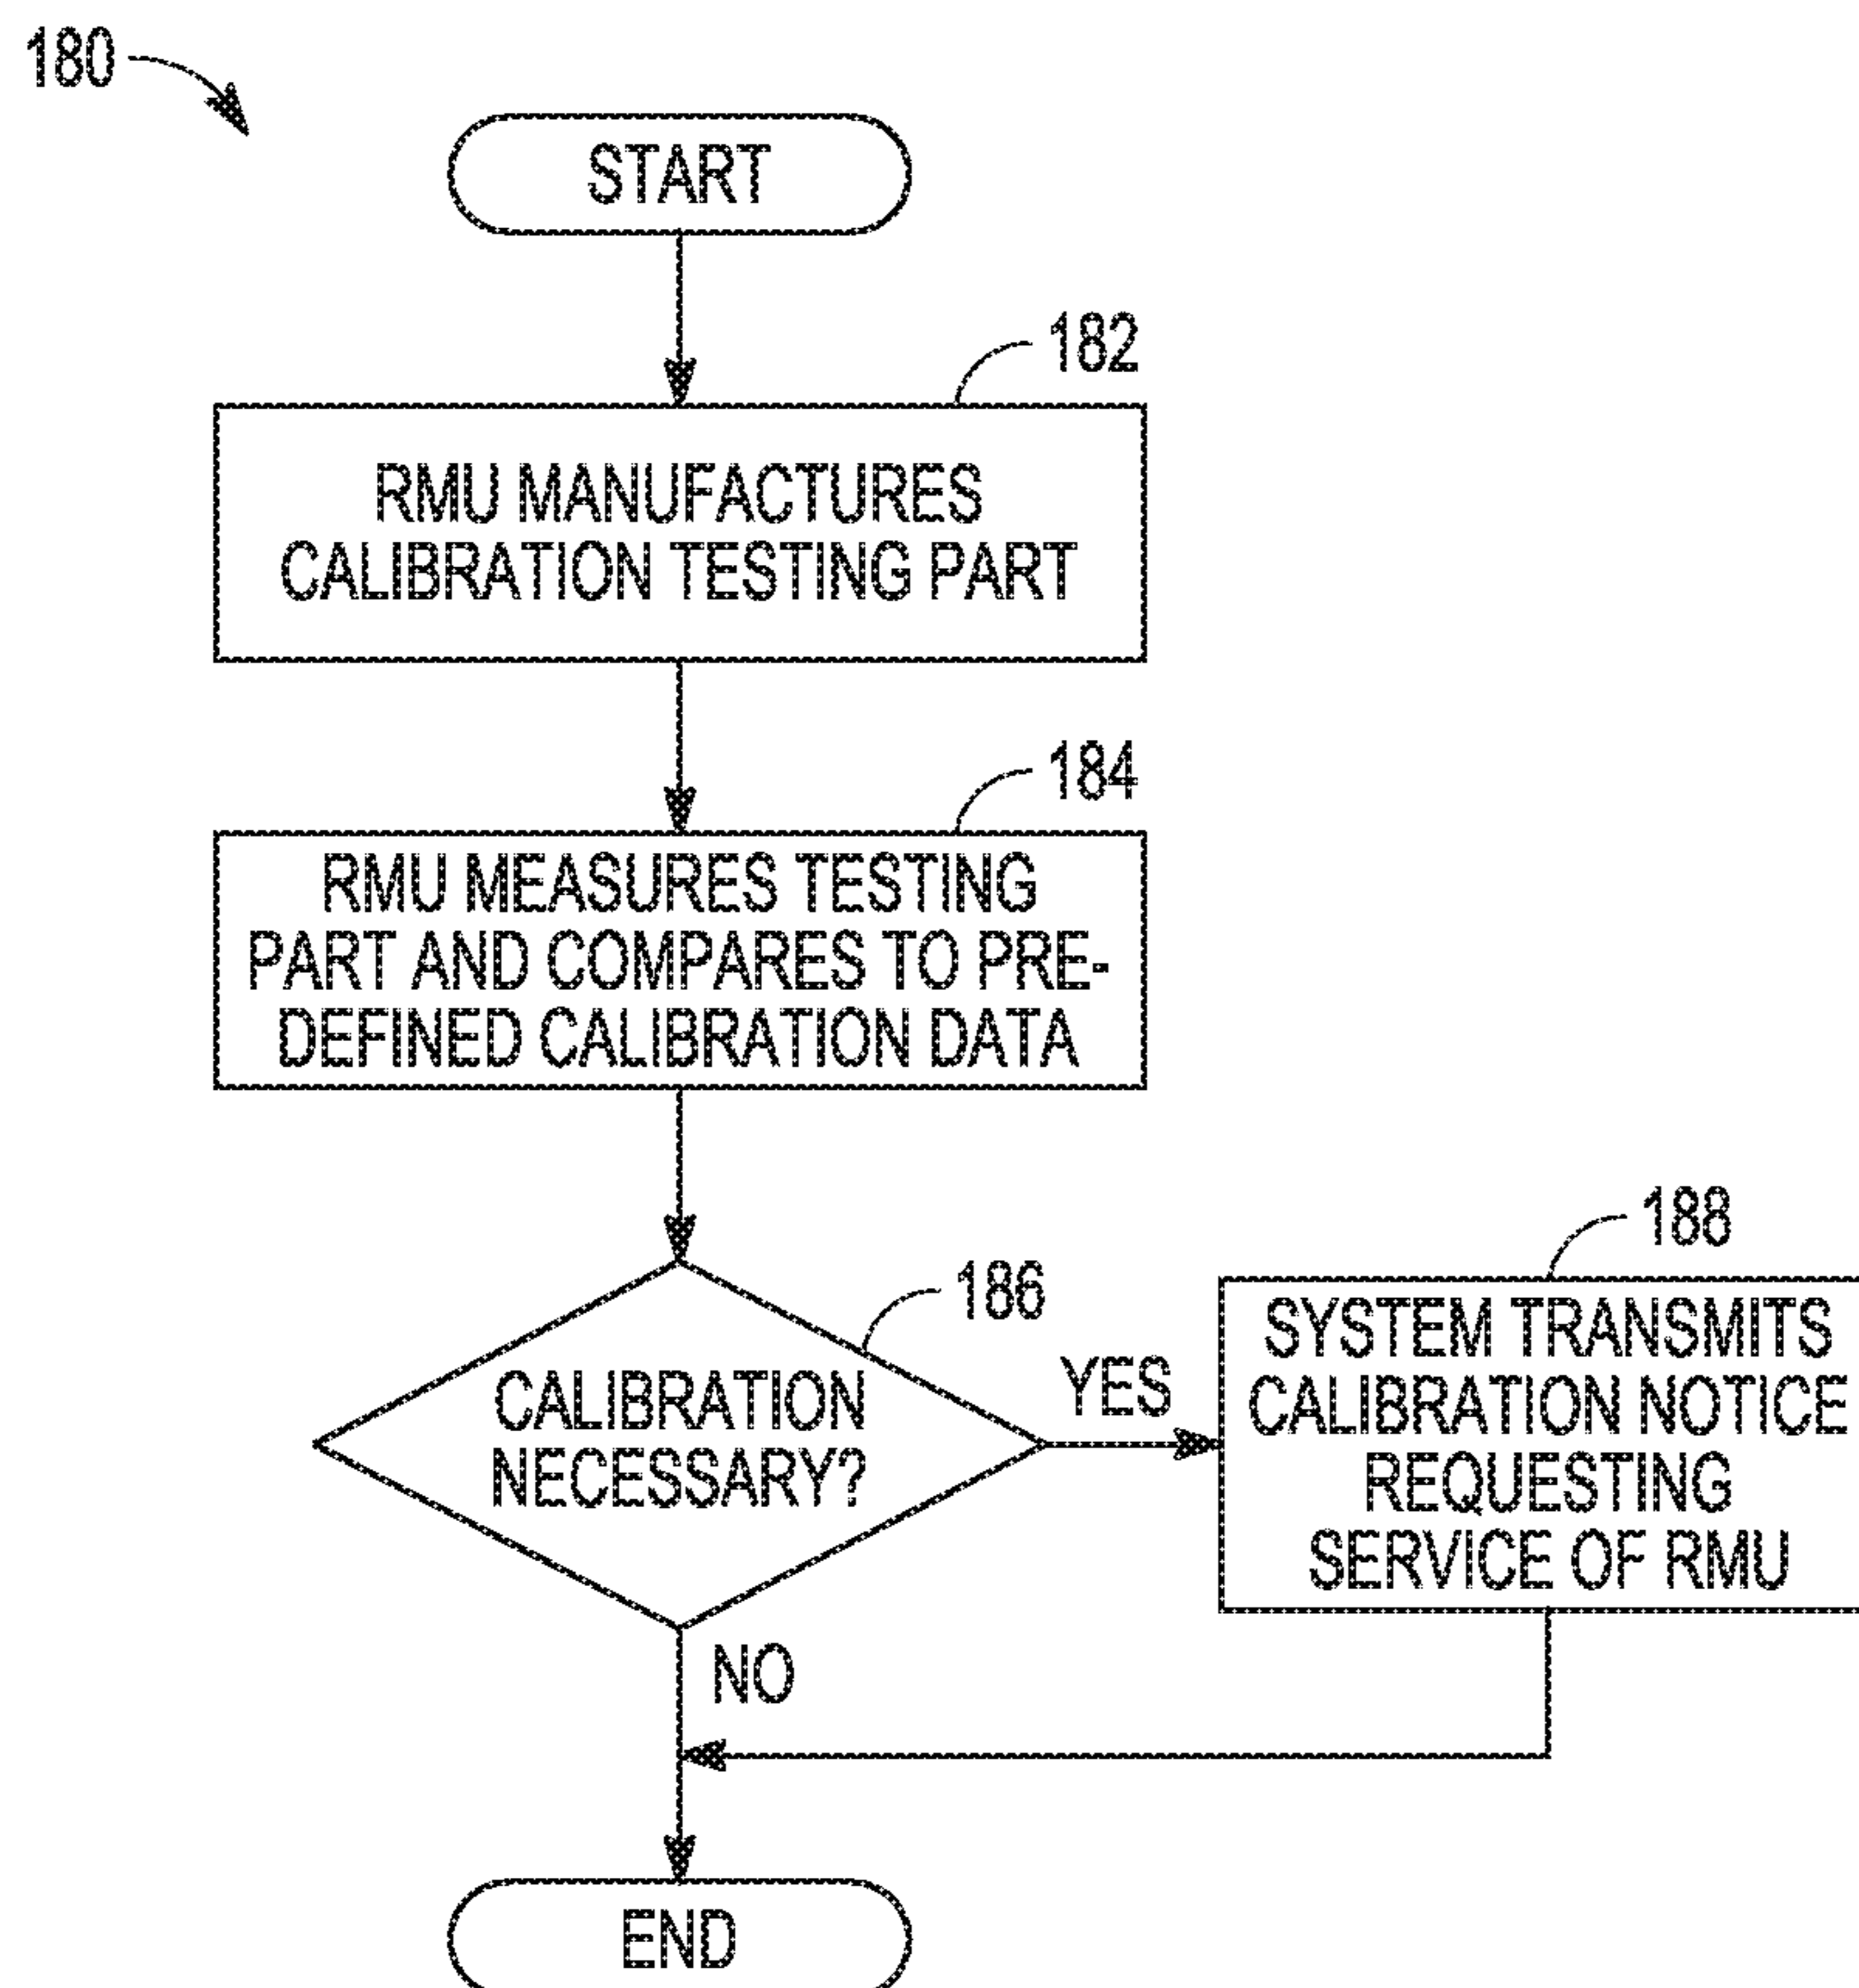 180
START
182
RMU MANUFACTURES
CALIBRATION TESTING PART
184
RMU MEASURES TESTING
PART AND COMPARES TO PRE-
DEFINED CALIBRATION DATA
186
CALIBRATION
NECESSARY?
YES
188
SYSTEM TRANSMITS
CALIBRATION NOTICE
REQUESTING
SERVICE OF RMU
NO
END